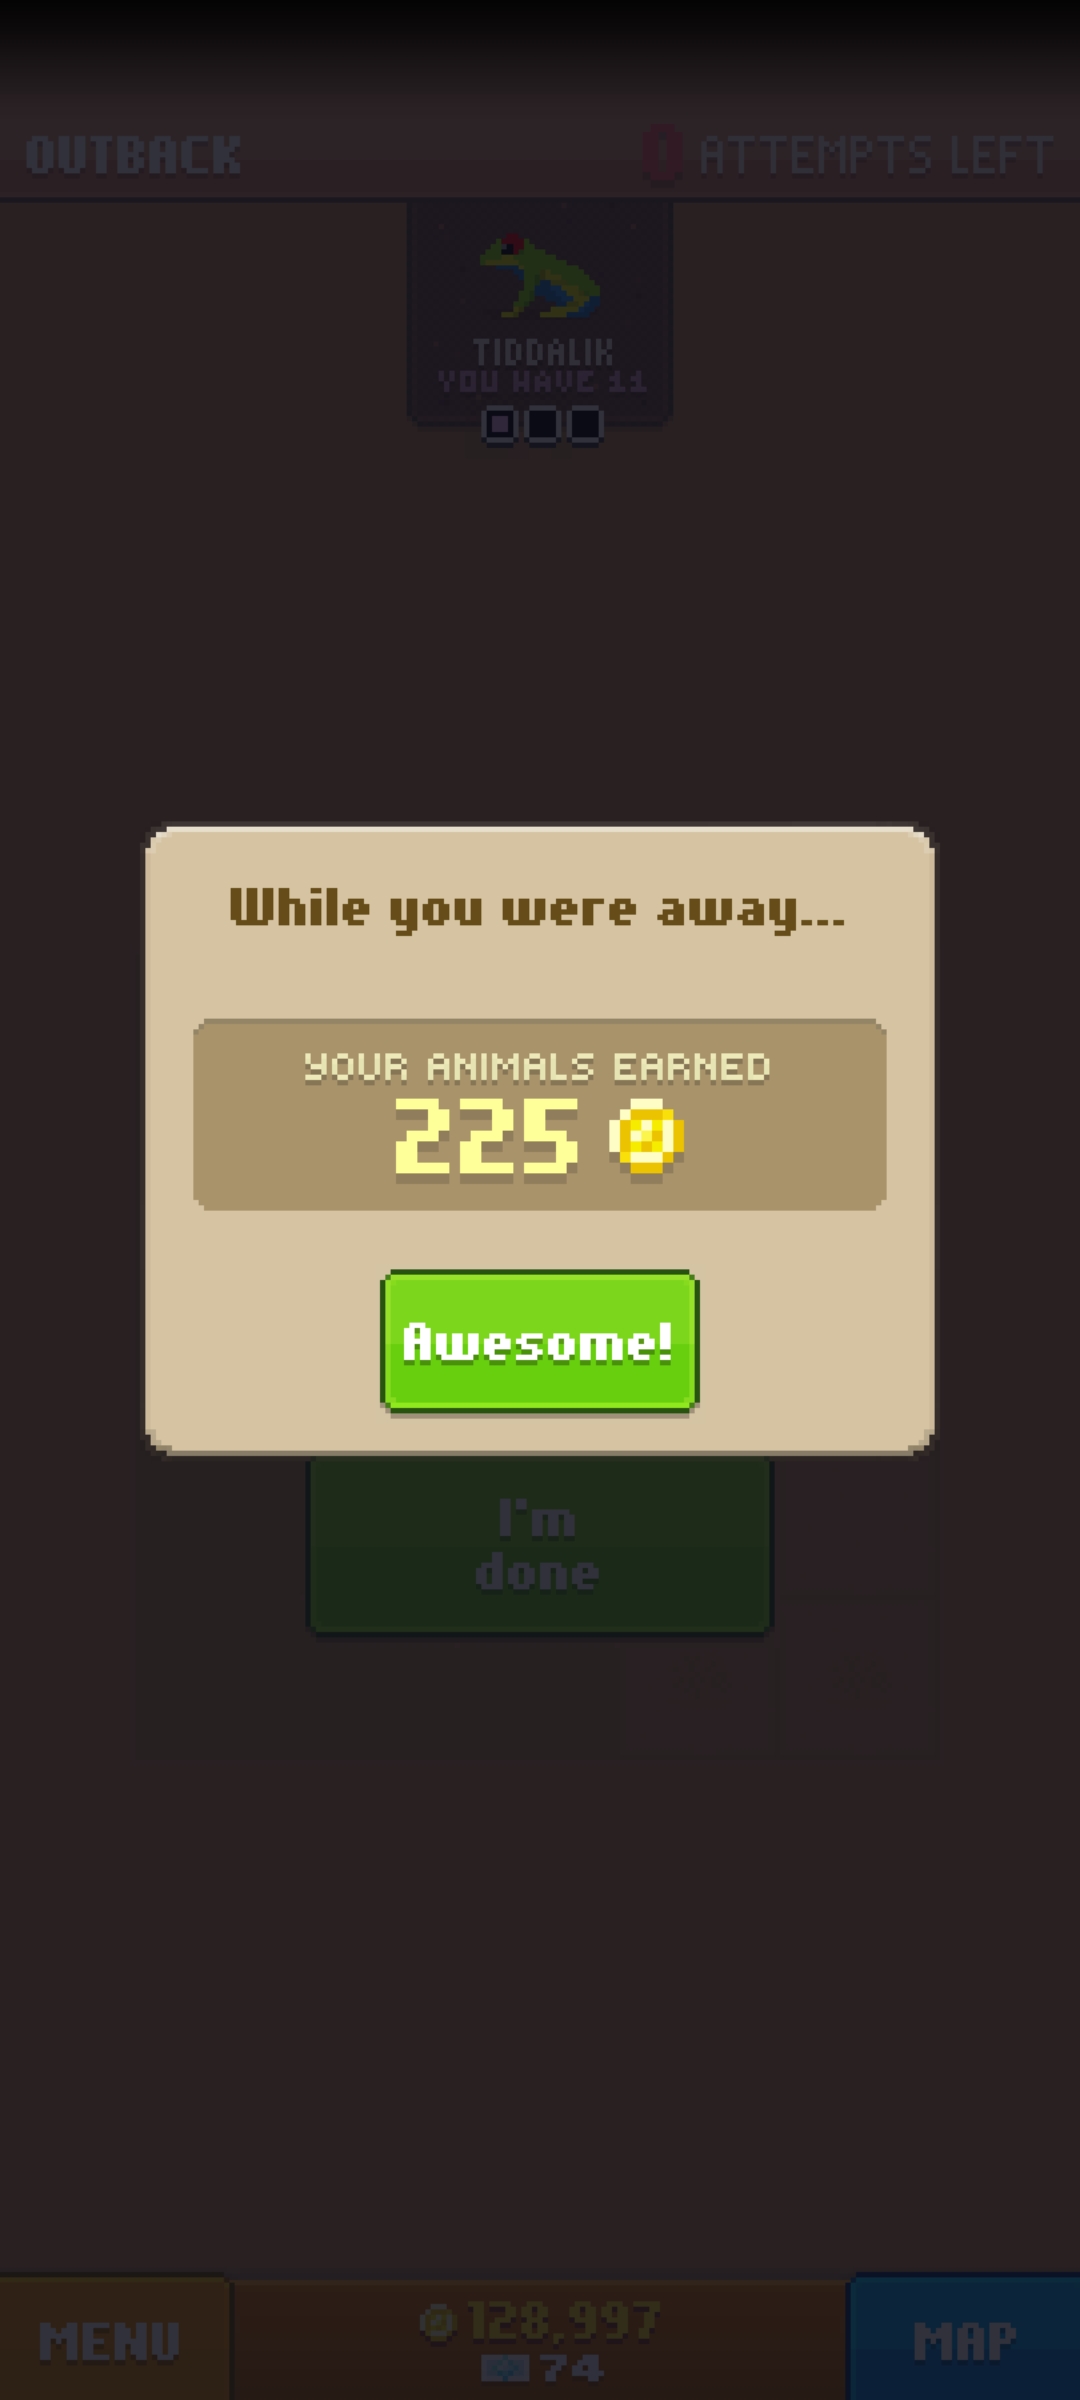 OUTBACK
0 ATTEMPTS LEFT
TIDDALIK
YOU HAVE 11
While you were away...
YOUR ANIMALS EARNED
225
Awesome!
I'm
done
MENU
128,997
74
MAP